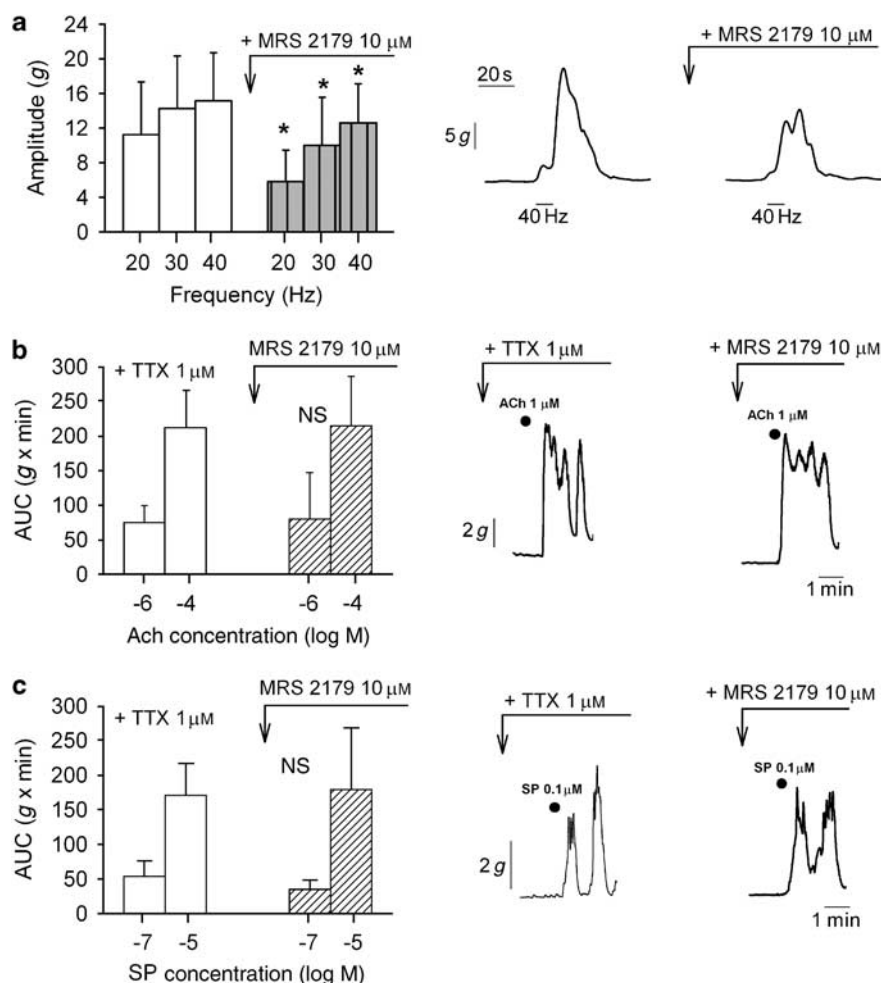 a
Amplitude (g)
24
20
16
12
8
4
0
+ MRS 2179 10 μM
* * *
20 30 40 20 30 40
Frequency (Hz)
20 s
5 g
40 Hz
+ MRS 2179 10 μM
40 Hz
b
AUC (g x min)
300
250
200
150
100
50
0
+ TTX 1 μM
MRS 2179 10 μM
NS
-6 -4 -6 -4
Ach concentration (log M)
+ TTX 1 μM
ACh 1 μM
2 g
+ MRS 2179 10 μM
ACh 1 μM
1 min
c
AUC (g x min)
300
250
200
150
100
50
0
+ TTX 1 μM
MRS 2179 10 μM
NS
-7 -5 -7 -5
SP concentration (log M)
+ TTX 1 μM
SP 0.1 μM
2 g
+ MRS 2179 10 μM
SP 0.1 μM
1 min